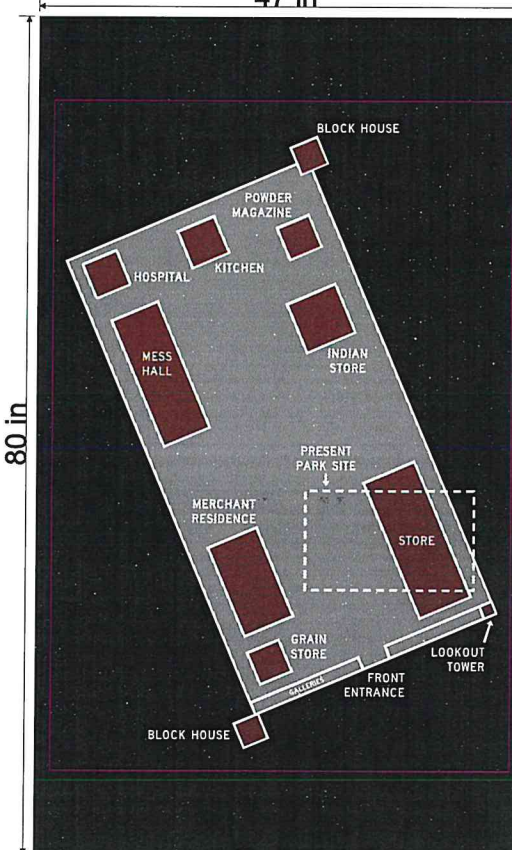 47 in
80 in
BLOCK HOUSE
POWDER
MAGAZINE
KITCHEN
HOSPITAL
MESS
HALL
INDIAN
STORE
PRESENT
PARK SITE
MERCHANT
RESIDENCE
STORE
GRAIN
STORE
LOOKOUT
TOWER
FRONT
ENTRANCE
GALLERIES
BLOCK HOUSE